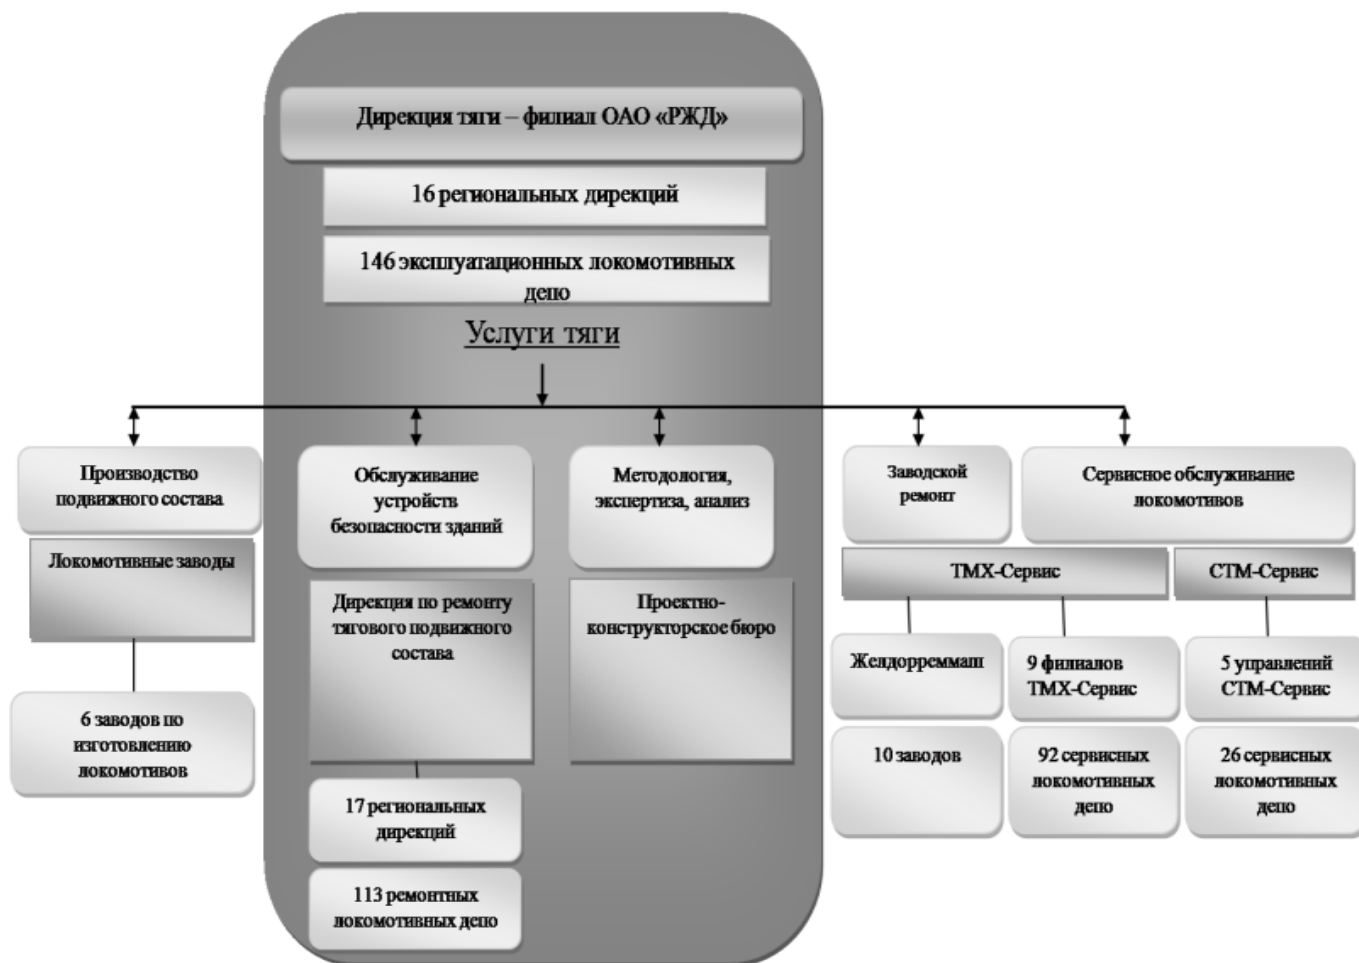 Дирекция тяги – филиал ОАО «РЖД»
16 региональных дирекций
146 эксплуатационных локомотивных
депо
Услуги тяги
Производство
подвижного состава
Локомотивные заводы
6 заводов по
изготовлению
локомотивов
Обслуживание
устройств
безопасности зданий
Дирекция по ремонту
тягового подвижного
состава
17 региональных
дирекций
113 ремонтных
локомотивных депо
Методология,
экспертиза, анализ
Проектно-
конструкторское бюро
Заводской
ремонт
Сервисное обслуживание
локомотивов
ТМХ-Сервис
СТМ-Сервис
Желдорреммаш
9 филиалов
ТМХ-Сервис
5 управлений
СТМ-Сервис
10 заводов
92 сервисных
локомотивных
депо
26 сервисных
локомотивных
депо